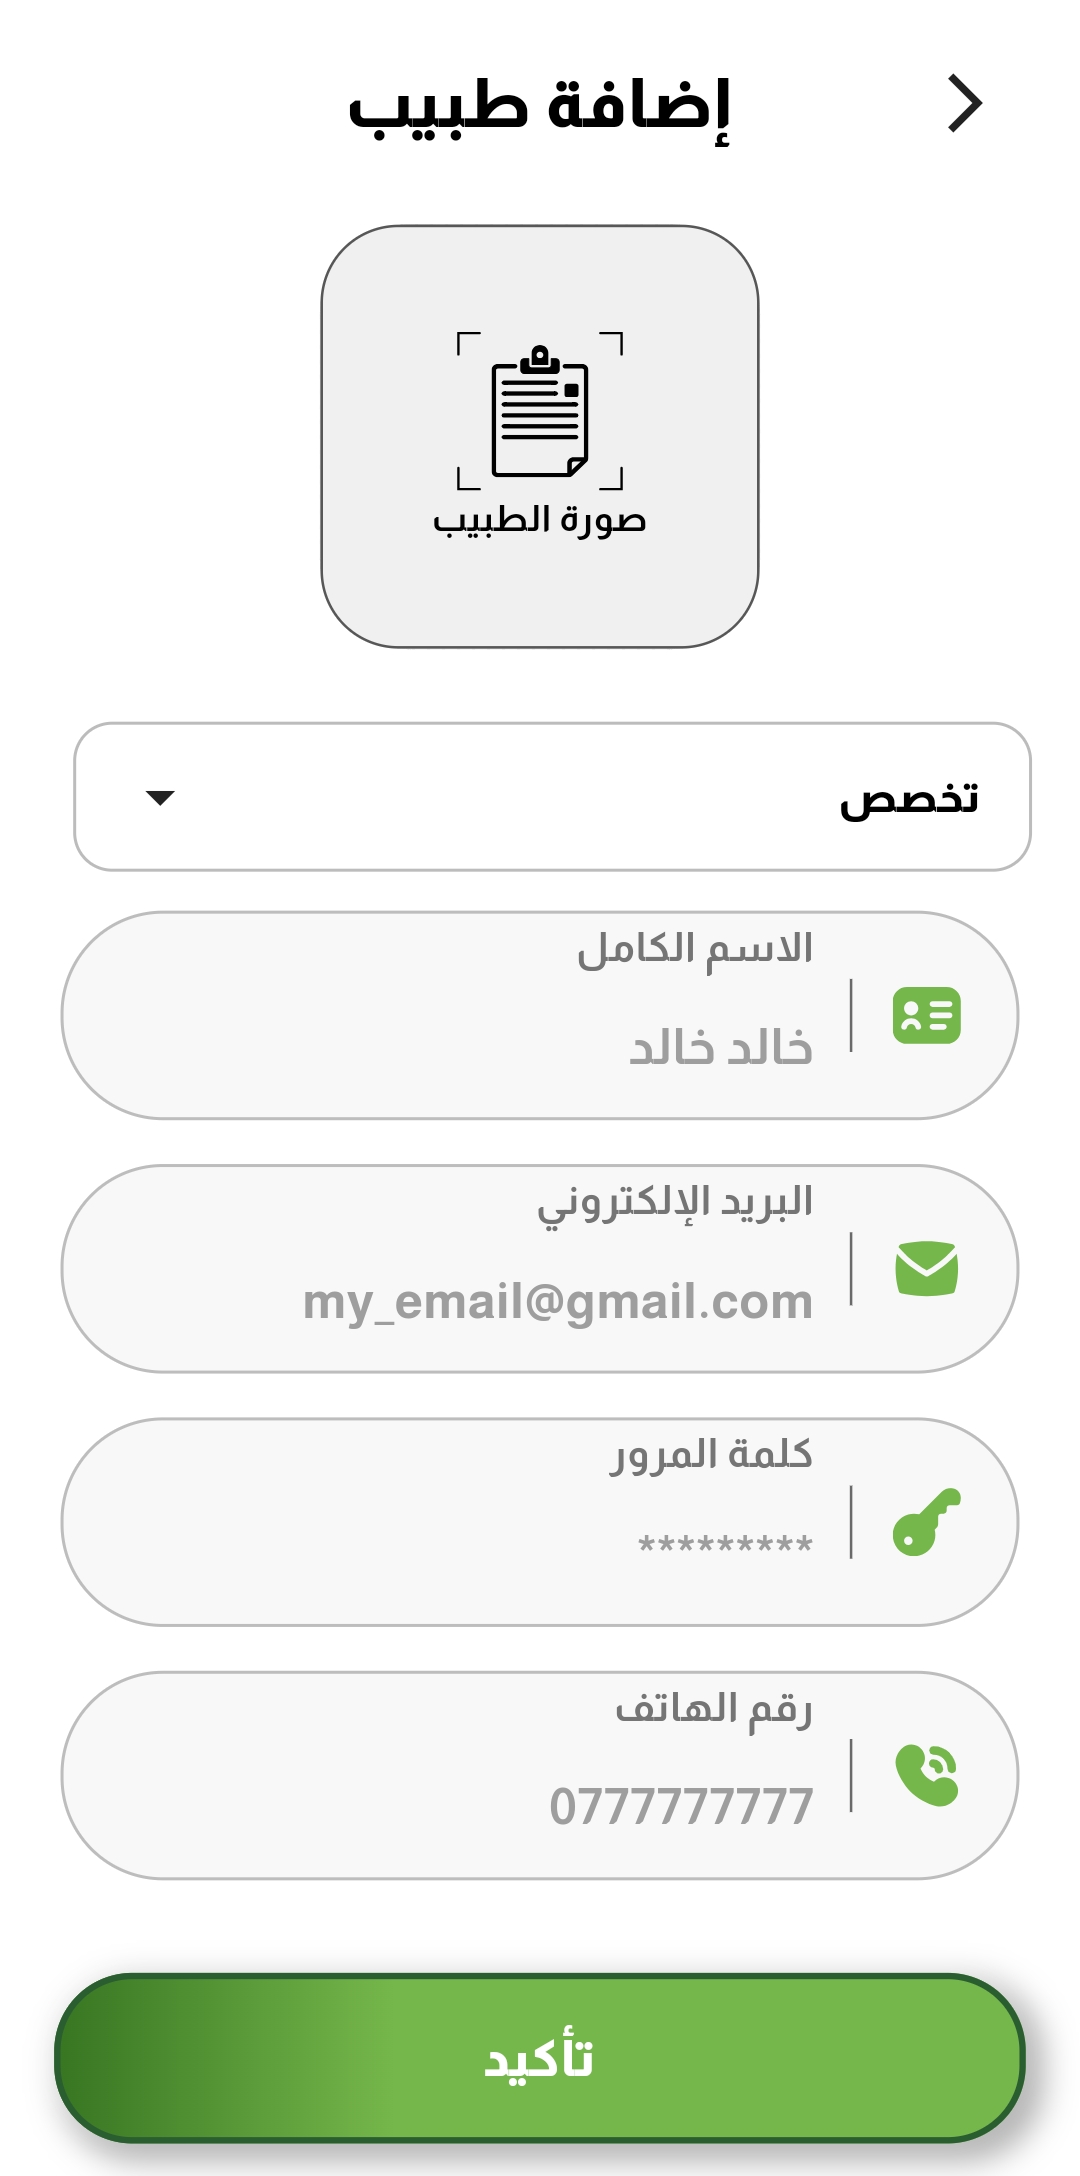 إضافة طبيب
صورة الطبيب
تخصص
الاسم الكامل
خالد خالد
البريد الإلكتروني
my_email@gmail.com
كلمة المرور
*********
رقم الهاتف
0777777777
تأكيد